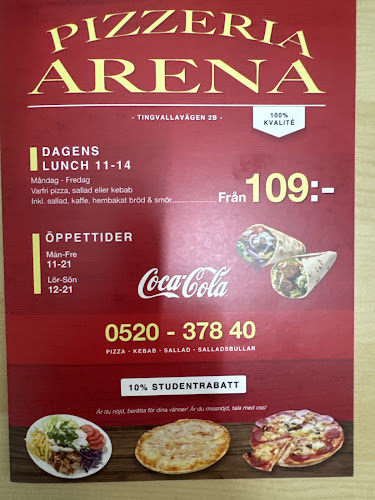 PIZZERIA
ARENA
- TINGVALLAVÄGEN 2B -
100%
KVALITÉ
DAGENS
LUNCH 11-14
Måndag - Fredag
Varfri pizza, sallad eller kebab
Inkl. sallad, kaffe, hembakat bröd & smör.................... Från 109:-
ÖPPETTIDER
Mån-Fre
11-21
Lör-Sön
12-21
Coca-Cola
0520 - 378 40
PIZZA · KEBAB · SALLAD · SALLADSBULLAR
10% STUDENTRABATT
Är du nöjd, berätta för dina vänner! Är du missnöjd, tala med oss!